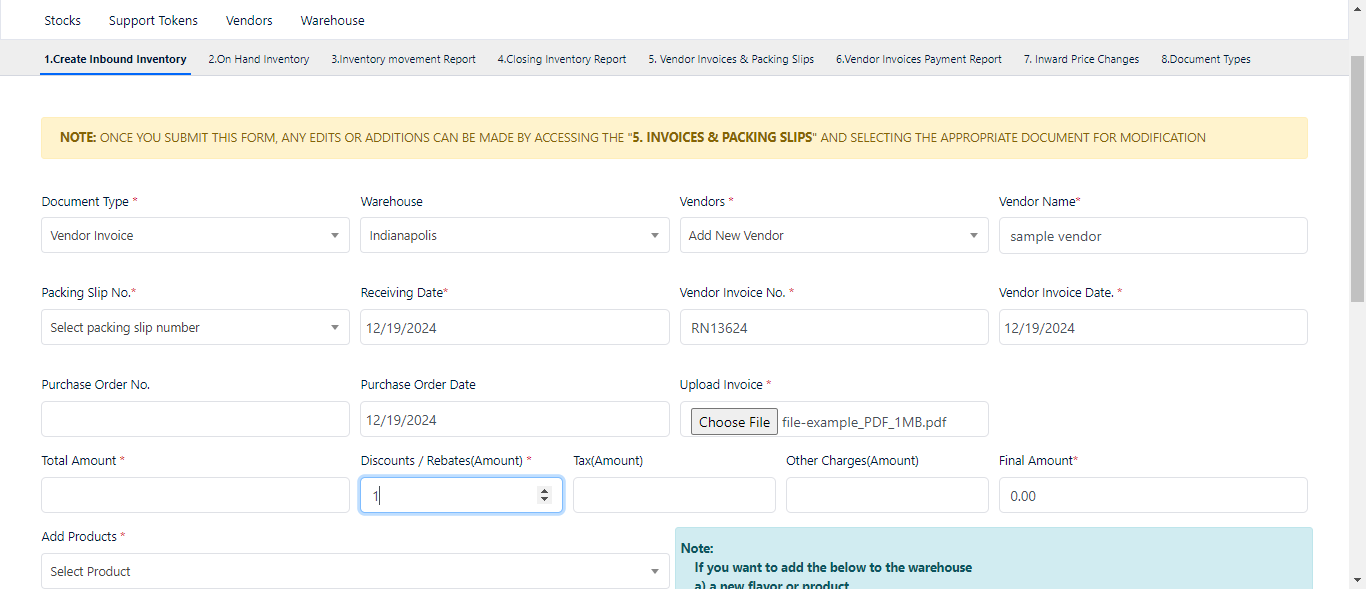 Stocks Support Tokens Vendors Warehouse
1.Create Inbound Inventory 2.On Hand Inventory 3.Inventory movement Report 4.Closing Inventory Report 5. Vendor Invoices & Packing Slips 6.Vendor Invoices Payment Report 7. Inward Price Changes 8.Document Types
NOTE: ONCE YOU SUBMIT THIS FORM, ANY EDITS OR ADDITIONS CAN BE MADE BY ACCESSING THE "5. INVOICES & PACKING SLIPS" AND SELECTING THE APPROPRIATE DOCUMENT FOR MODIFICATION
Document Type * Warehouse Vendors * Vendor Name*
Vendor Invoice Indianapolis Add New Vendor sample vendor
Packing Slip No.* Receiving Date* Vendor Invoice No. * Vendor Invoice Date. *
Select packing slip number 12/19/2024 RN13624 12/19/2024
Purchase Order No. Purchase Order Date Upload Invoice *
12/19/2024 Choose File file-example_PDF_1MB.pdf
Total Amount * Discounts / Rebates(Amount) * Tax(Amount) Other Charges(Amount) Final Amount*
1 0.00
Add Products *
Select Product
Note:
If you want to add the below to the warehouse
a) a new flavor or product